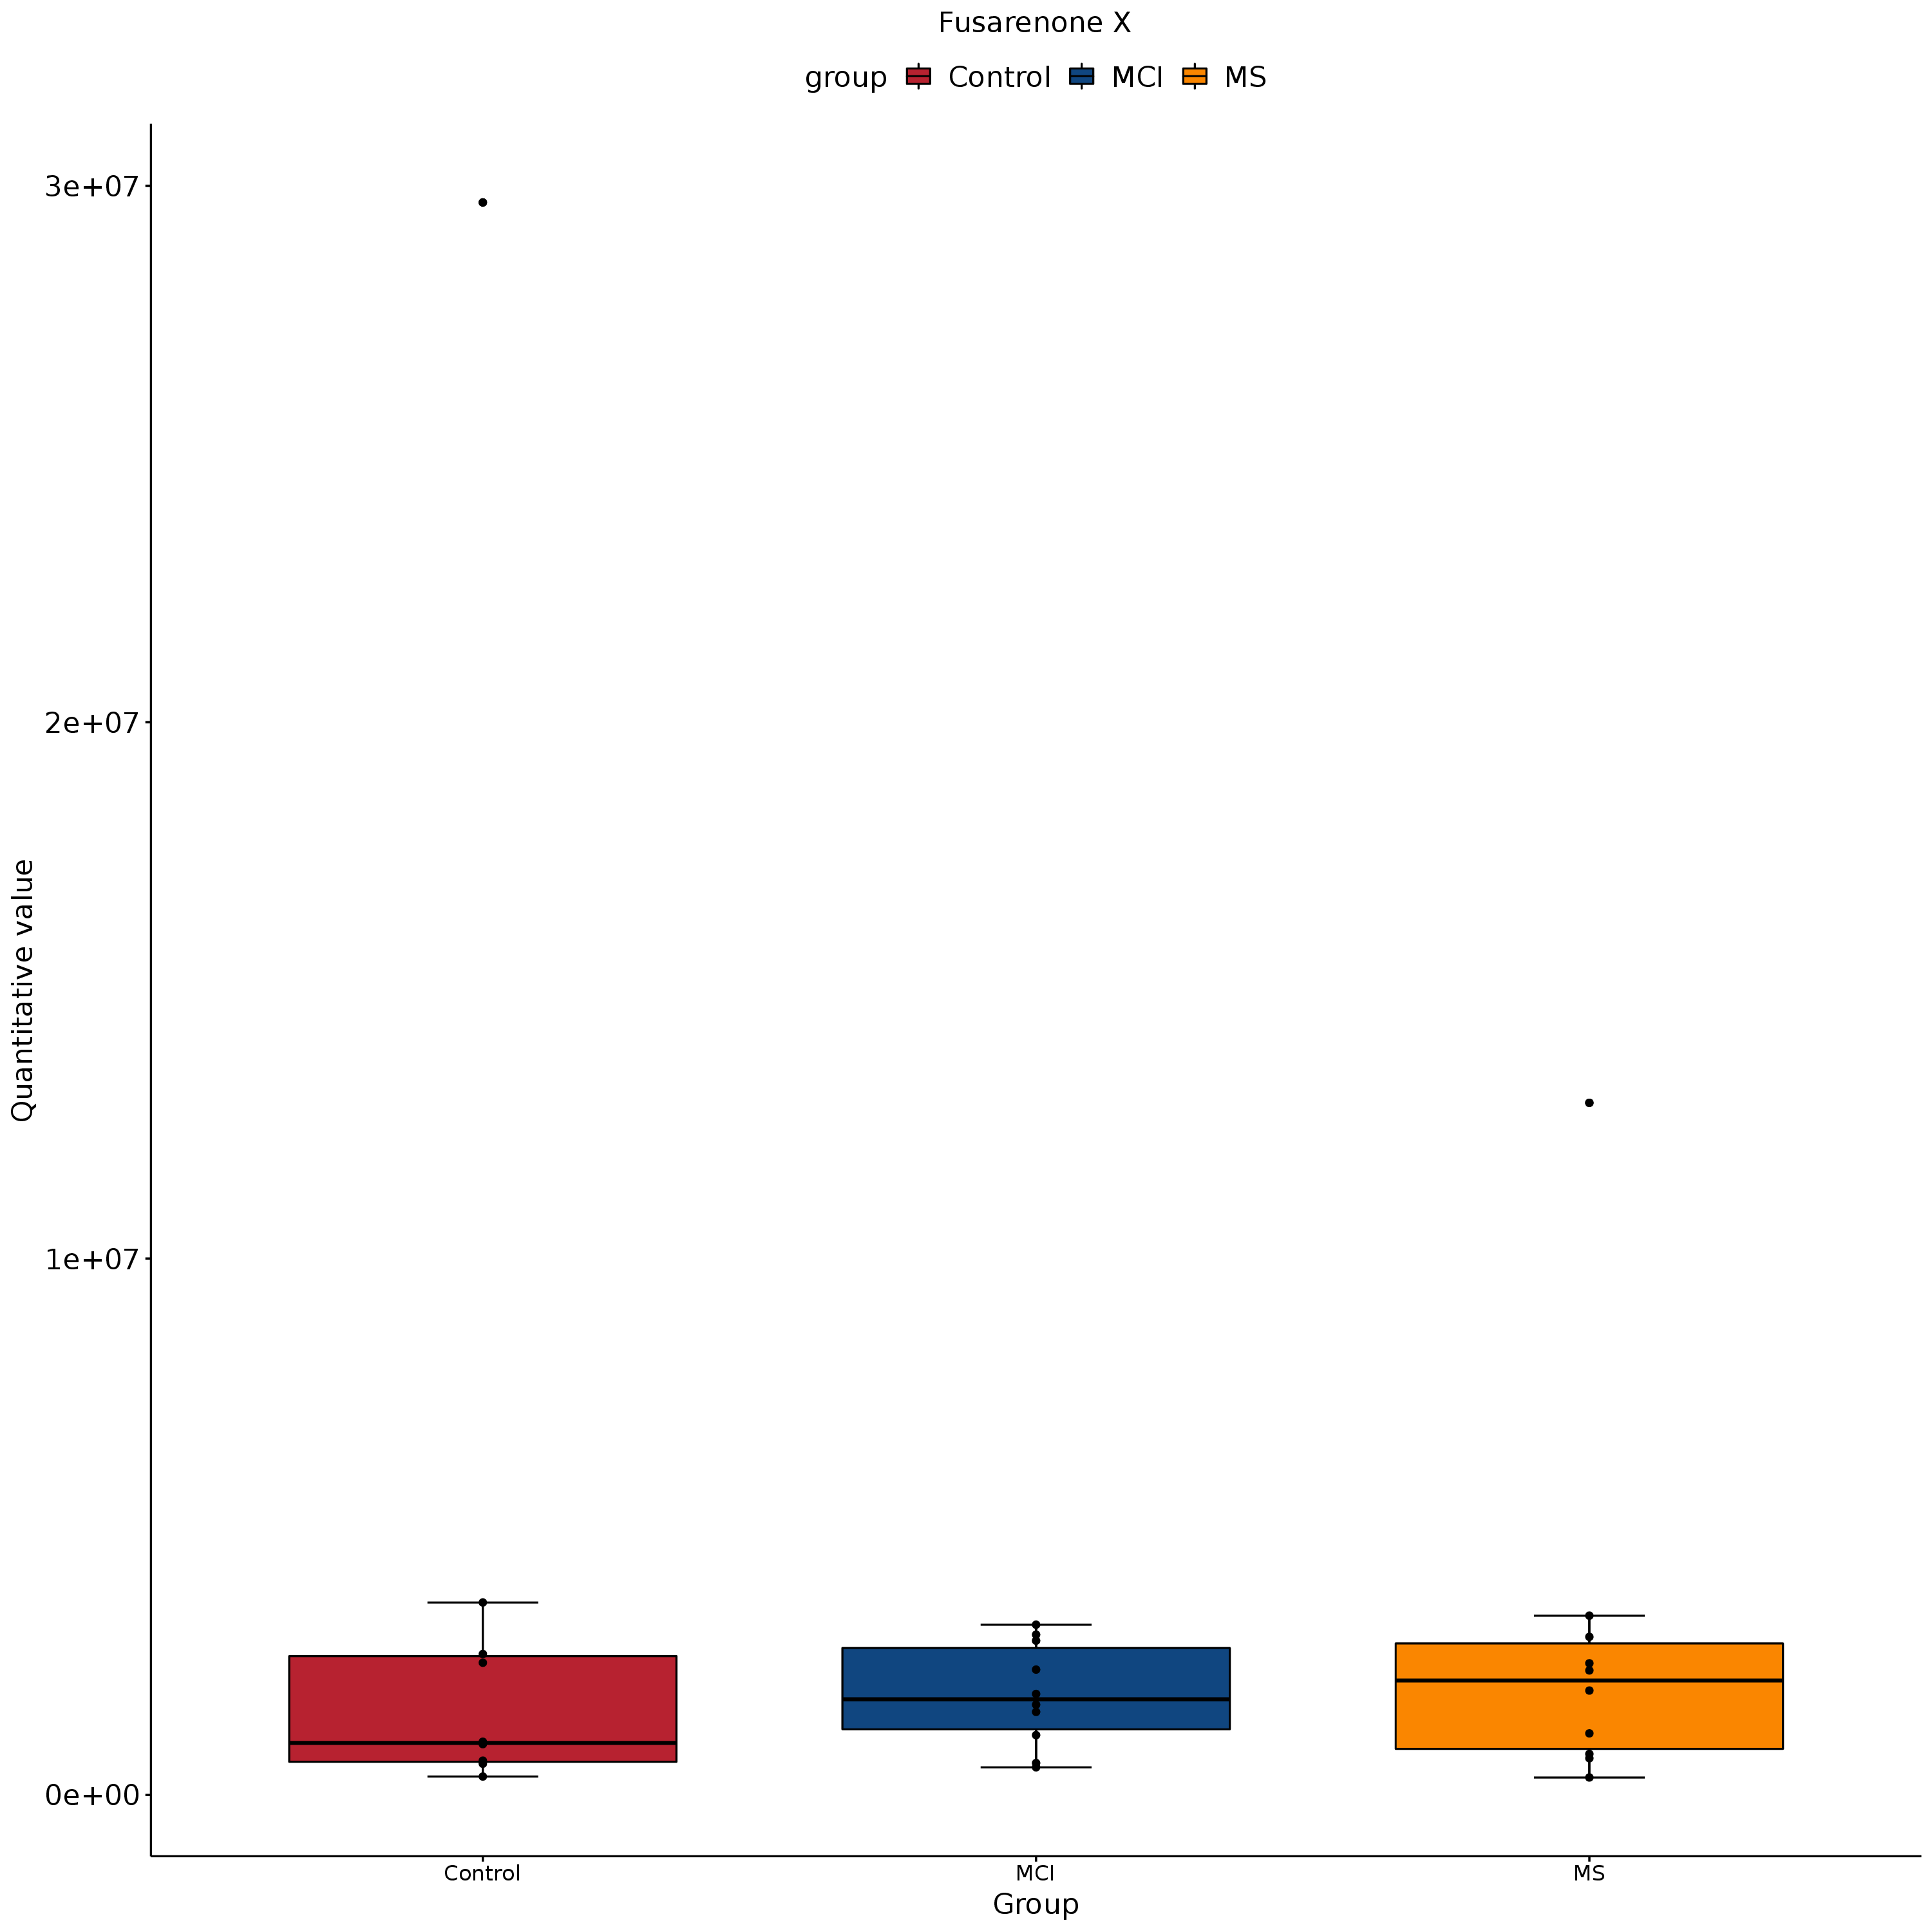 Fusarenone X
group Control MCI MS
3e+07
2e+07
1e+07
0e+00
Quantitative value
Control MCI MS
Group